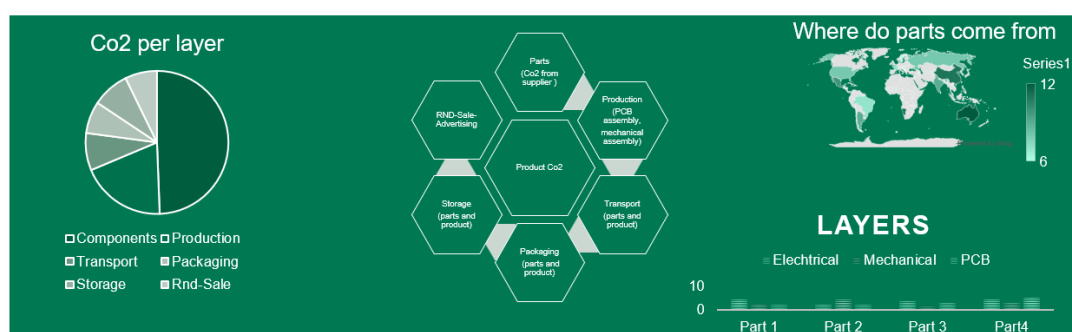 Co2 per layer
Components
Production
Transport
Packaging
Storage
Rnd-Sale
Parts
(Co2 from
supplier )
RND-Sale-
Advertising
Production
(PCB
assembly,
mechanical
assembly)
Product Co2
Storage
(parts and
product)
Transport
(parts and
product)
Packaging
(parts and
product)
Where do parts come from
Series1
12
6
LAYERS
Elechtrical
Mechanical
PCB
10
0
Part 1
Part 2
Part 3
Part4